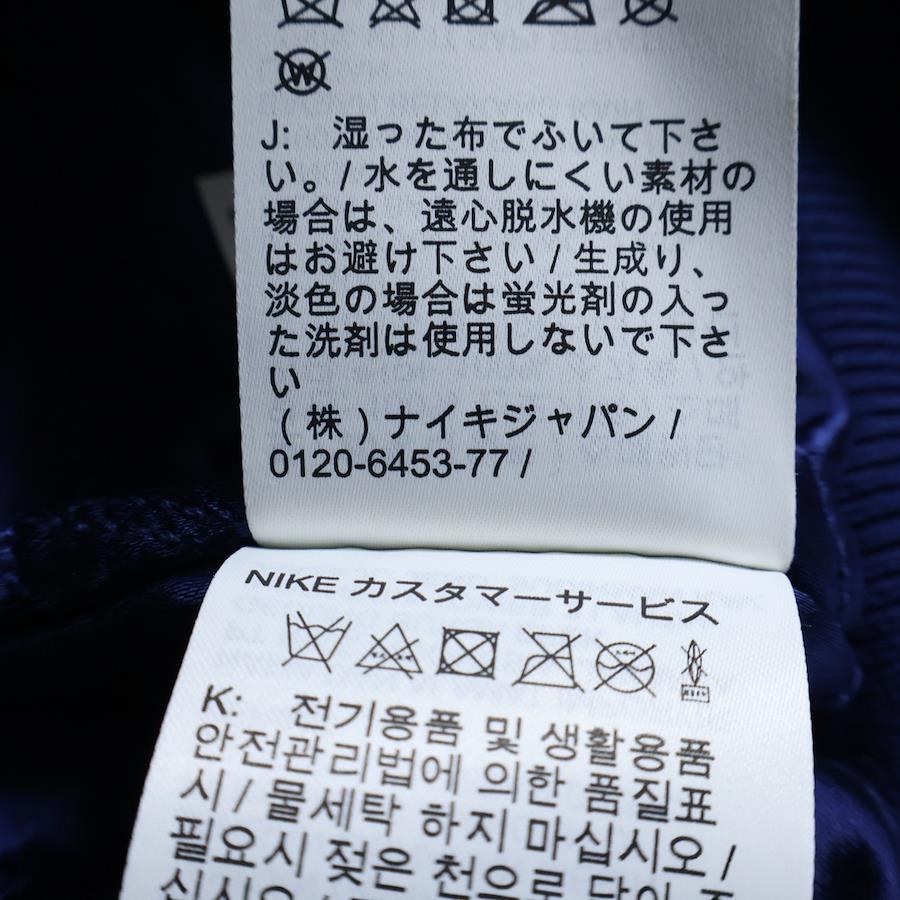 J: 湿った布でふいて下さ
い。/ 水を通しにくい素材の
場合は、遠心脱水機の使用
はお避け下さい / 生成り、
淡色の場合は蛍光剤の入っ
た洗剤は使用しないで下さ
い
(株)ナイキジャパン /
0120-6453-77 /
NIKE カスタマーサービス
K: 전기용품 및 생활용품
안전관리법에 의한 품질표
시 / 물세탁 하지 마십시오 /
필요시 젖은 천으로 닦아